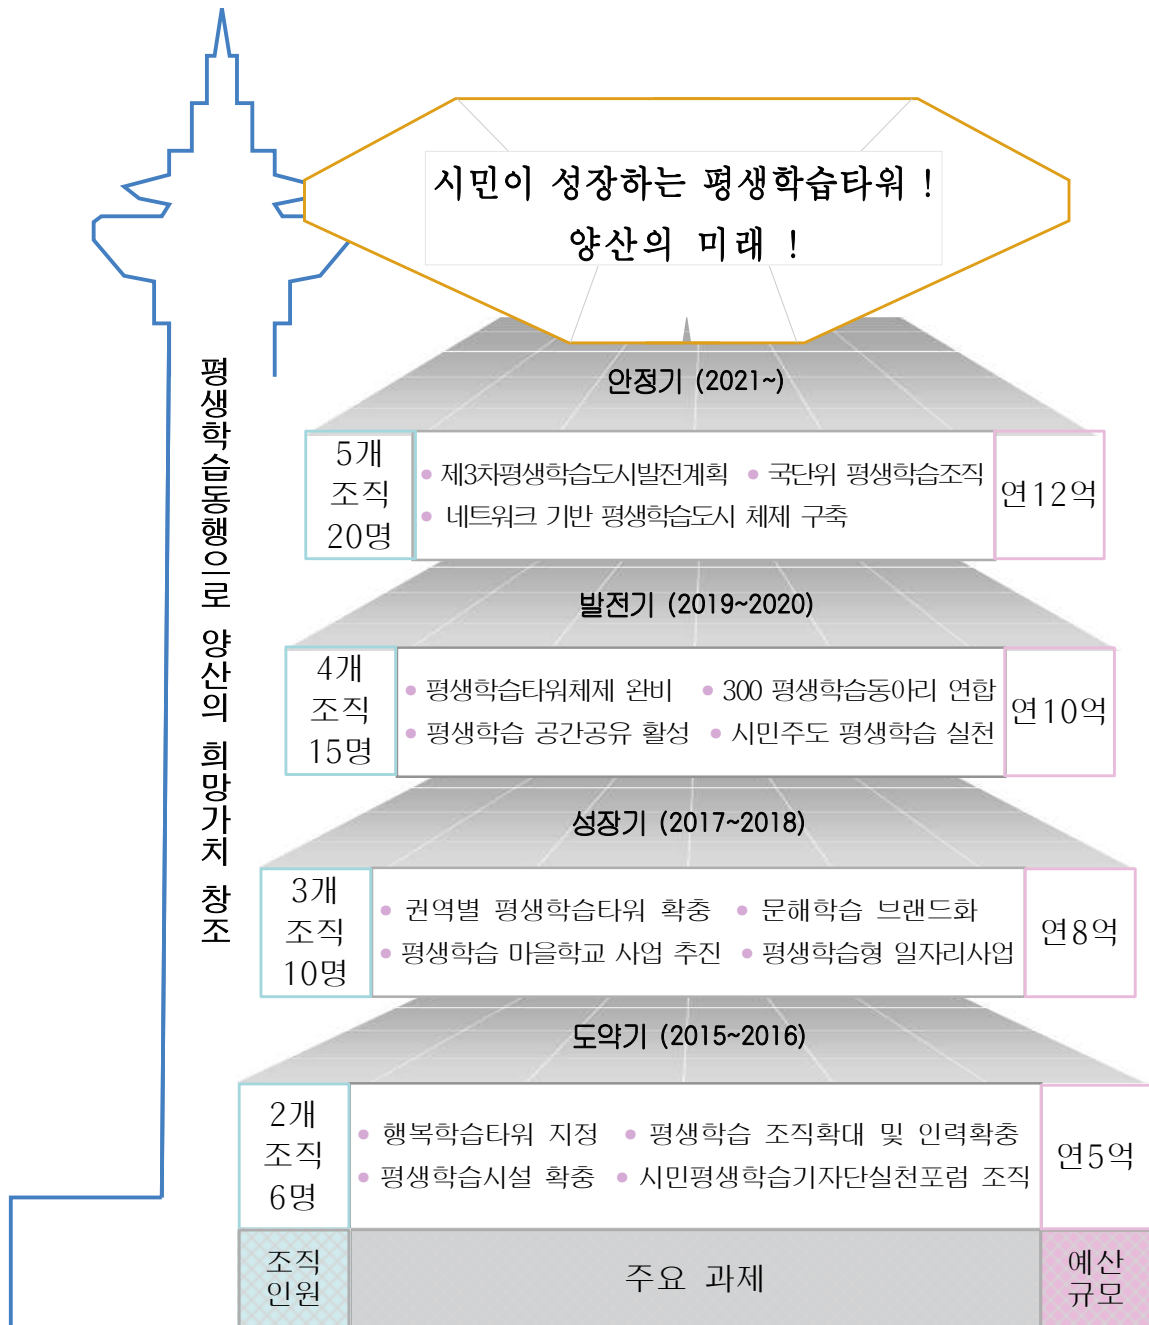 시민이 성장하는 평생학습타워 !
양산의 미래 !
평생학습동행으로 양산의 희망가치 창조
안정기 (2021~)
5개
조직
20명
• 제3차평생학습도시발전계획 • 국단위 평생학습조직
• 네트워크 기반 평생학습도시 체제 구축
연12억
발전기 (2019~2020)
4개
조직
15명
• 평생학습타워체제 완비 • 300 평생학습동아리 연합
• 평생학습 공간공유 활성 • 시민주도 평생학습 실천
연10억
성장기 (2017~2018)
3개
조직
10명
• 권역별 평생학습타워 확충 • 문해학습 브랜드화
• 평생학습 마을학교 사업 추진 • 평생학습형 일자리사업
연8억
도약기 (2015~2016)
2개
조직
6명
• 행복학습타워 지정 • 평생학습 조직확대 및 인력확충
• 평생학습시설 확충 • 시민평생학습기자단실천포럼 조직
연5억
조직
인원
주요 과제
예산
규모